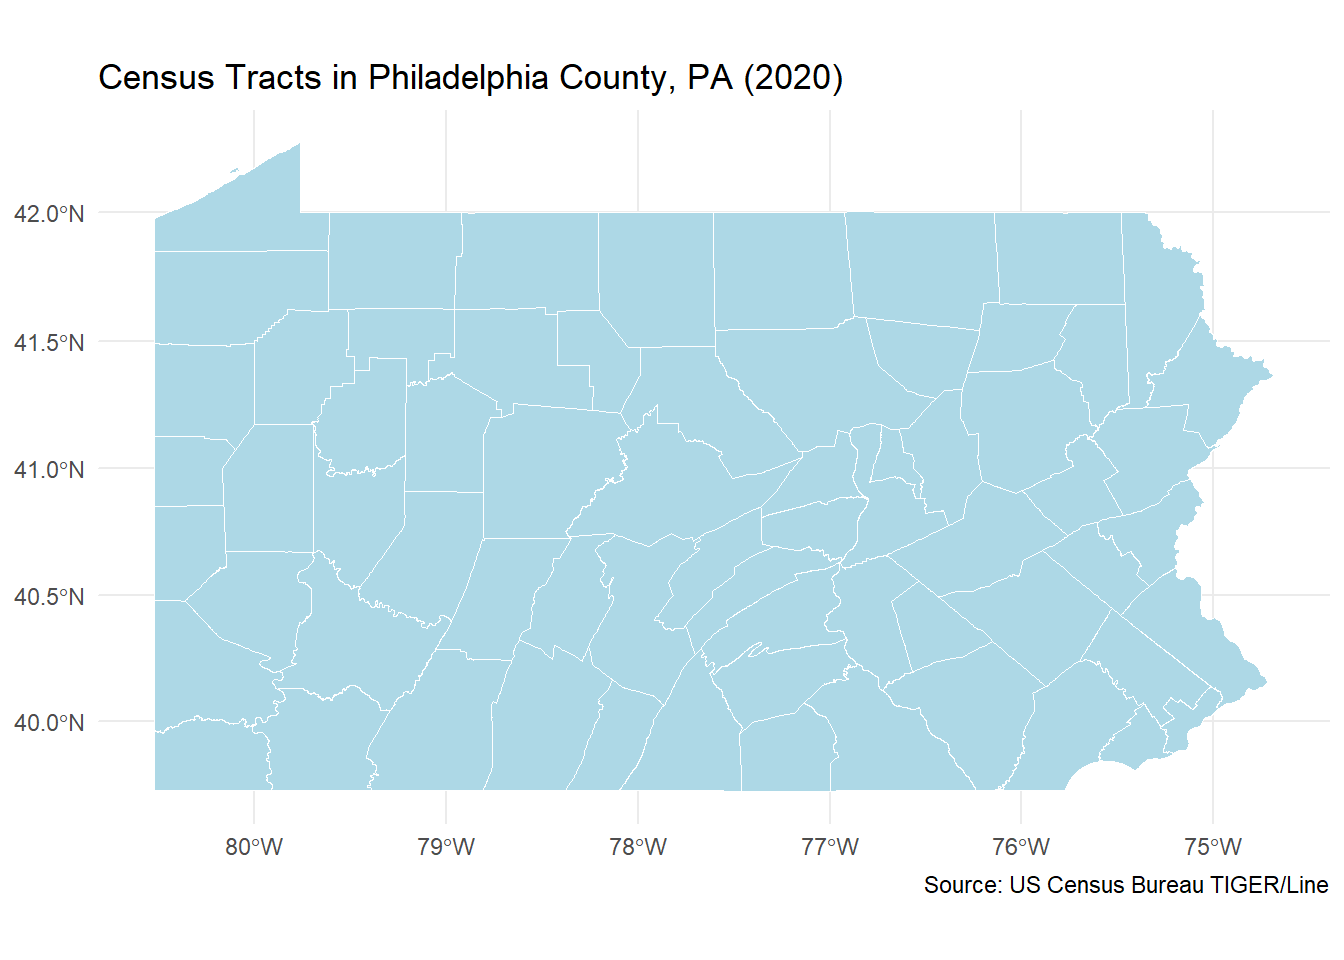 Census Tracts in Philadelphia County, PA (2020)
42.0°N
41.5°N
41.0°N
40.5°N
40.0°N
80°W 79°W 78°W 77°W 76°W 75°W
Source: US Census Bureau TIGER/Line